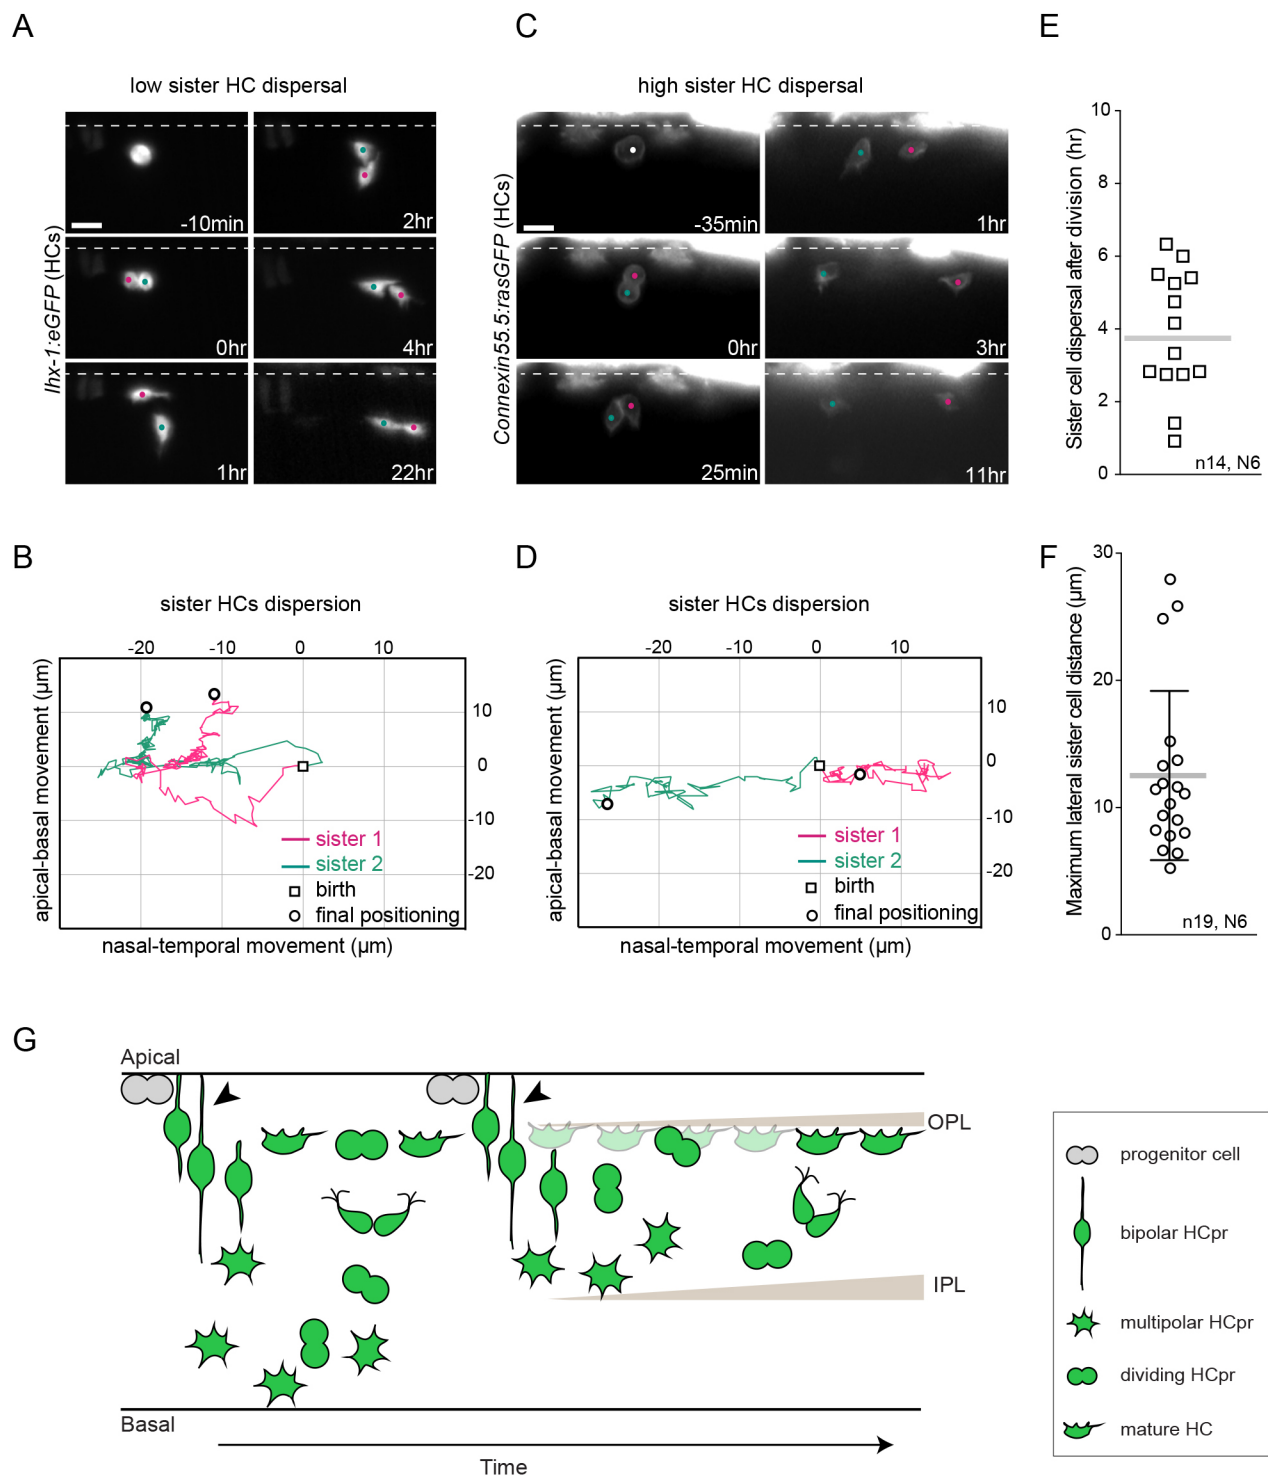 A
low sister HC dispersal
lhx-1:eGFP (HCs)
-10min
2hr
0hr
4hr
1hr
22hr
C
high sister HC dispersal
Connexin55.5:rasGFP (HCs)
-35min
1hr
0hr
3hr
25min
11hr
E
Sister cell dispersal after division (hr)
10
8
6
4
2
0
n14, N6
B
sister HCs dispersion
-20 -10 0 10
apical-basal movement (µm)
10
0
-10
-20
sister 1
sister 2
birth
final positioning
nasal-temporal movement (µm)
D
sister HCs dispersion
-20 -10 0 10
apical-basal movement (µm)
10
0
-10
-20
sister 1
sister 2
birth
final positioning
nasal-temporal movement (µm)
F
Maximum lateral sister cell distance (µm)
30
20
10
0
n19, N6
G
Apical
OPL
IPL
Basal
Time
progenitor cell
bipolar HCpr
multipolar HCpr
dividing HCpr
mature HC